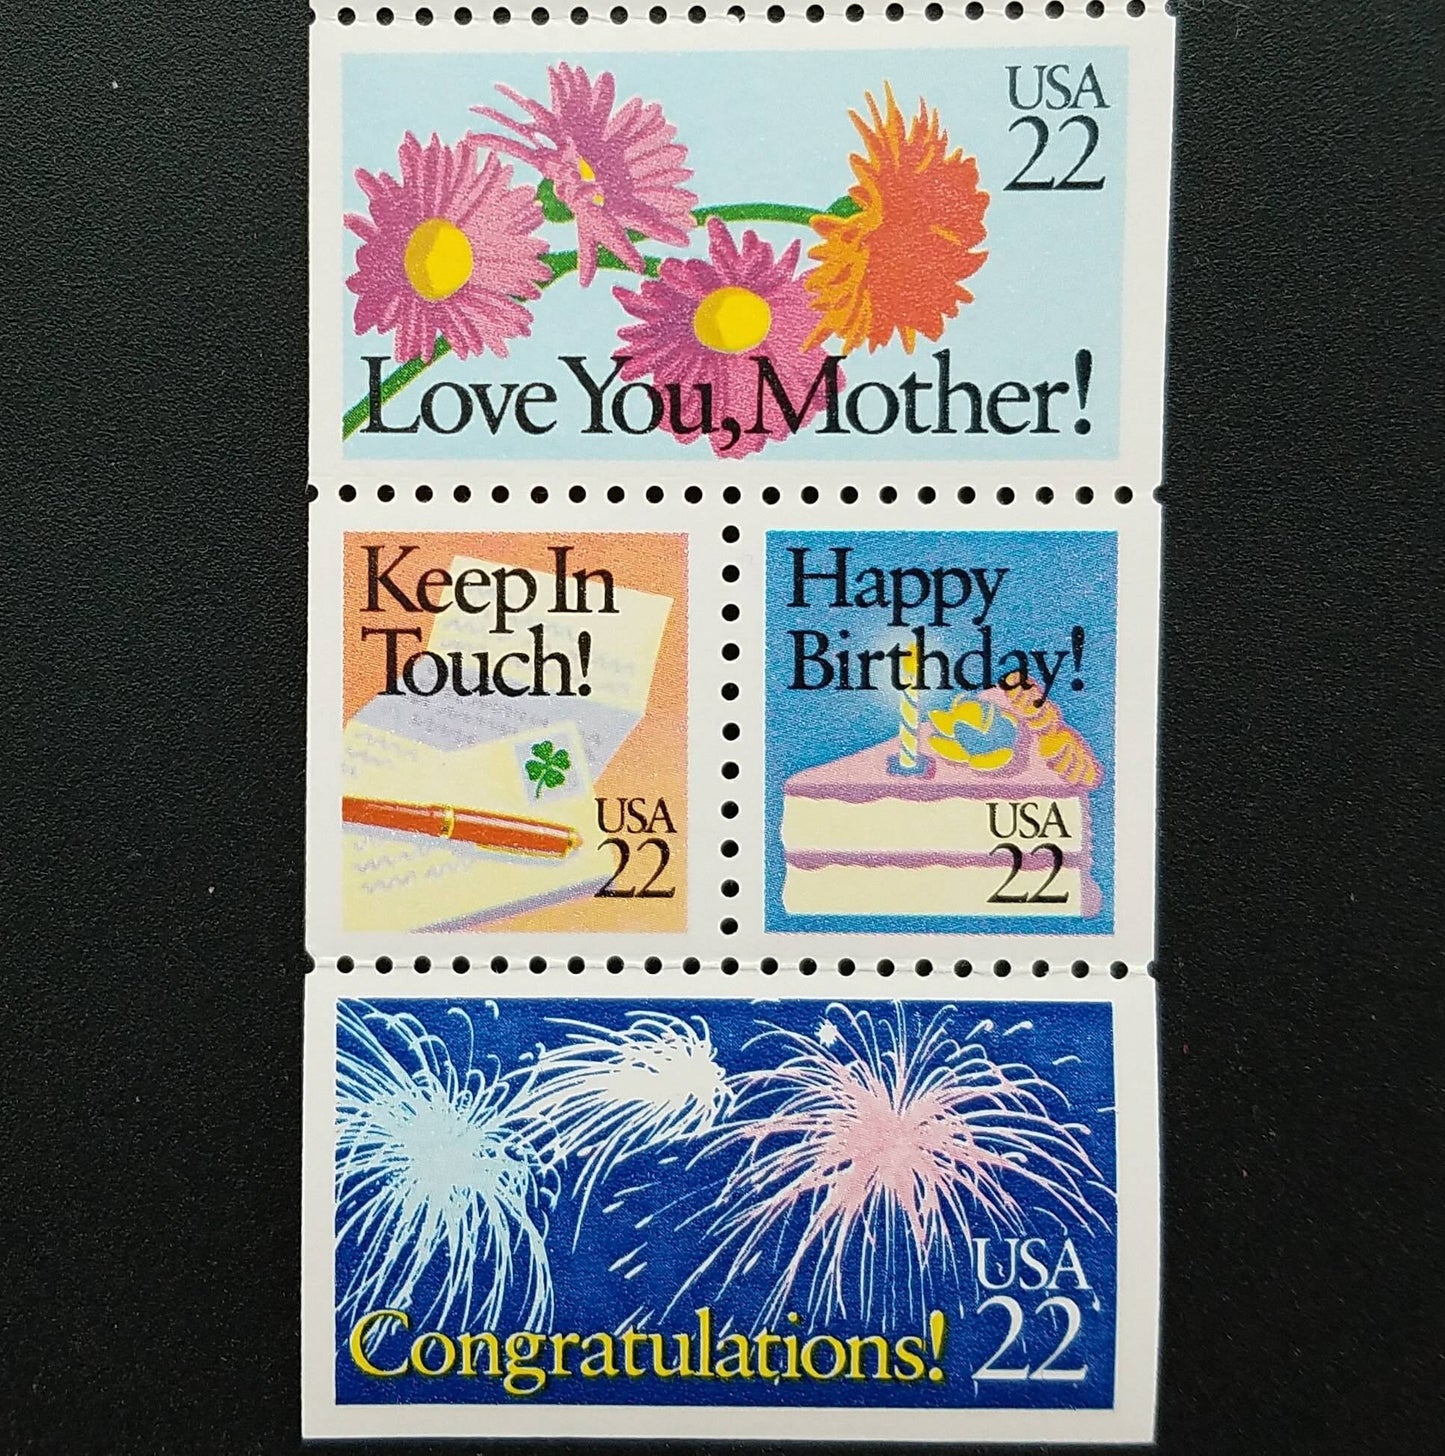 USA
22
Love You, Mother!
Keep In
Touch!
USA
22
Happy
Birthday!
USA
22
USA
22
Congratulations!